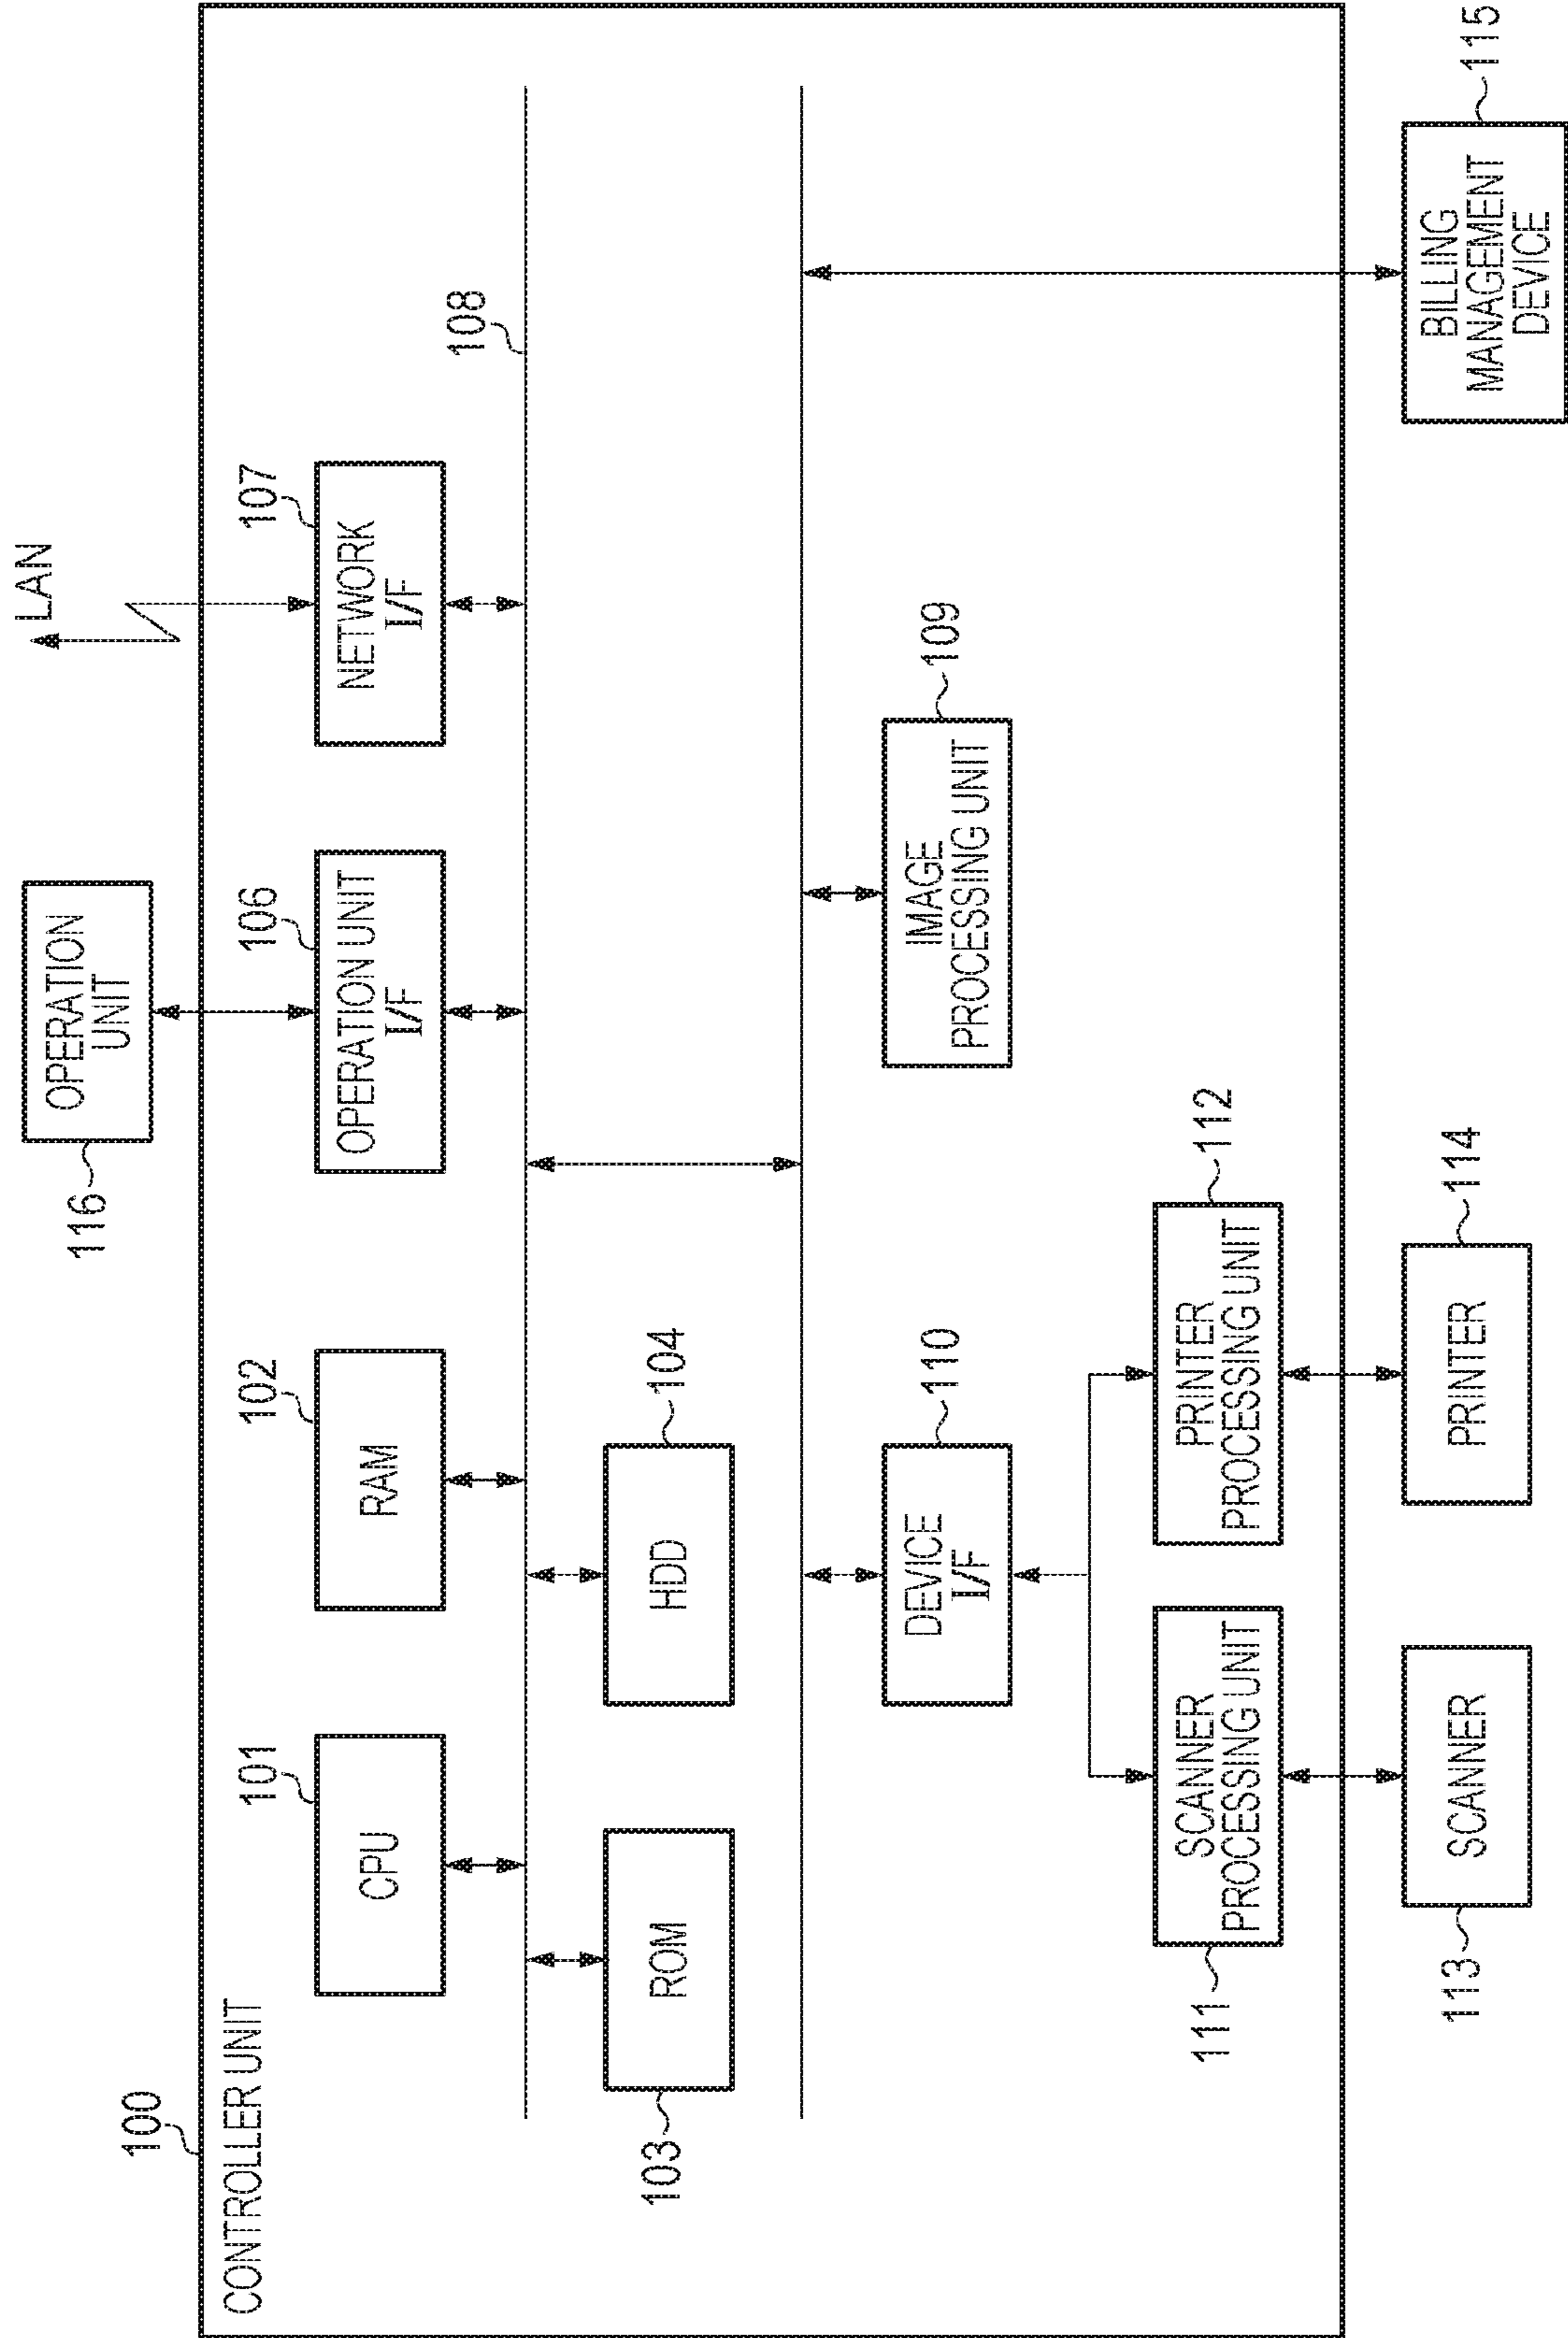 100
CONTROLLER UNIT
116
OPERATION
UNIT
LAN
101
CPU
102
RAM
106
OPERATION UNIT
I/F
107
NETWORK
I/F
108
103
ROM
104
HDD
110
DEVICE
I/F
109
IMAGE
PROCESSING UNIT
111
SCANNER
PROCESSING UNIT
112
PRINTER
PROCESSING UNIT
113
SCANNER
114
PRINTER
115
BILLING
MANAGEMENT
DEVICE